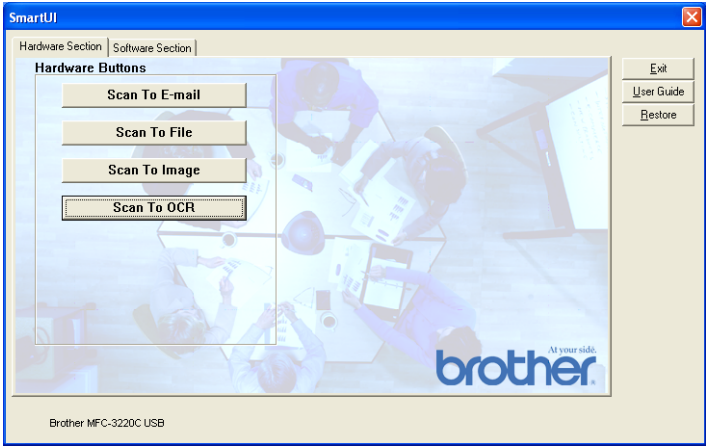 SmartUI
Hardware Section Software Section
Hardware Buttons
Scan To E-mail
Scan To File
Scan To Image
Scan To OCR
Exit
User Guide
Restore
At your side.
brother.
Brother MFC-3220C USB